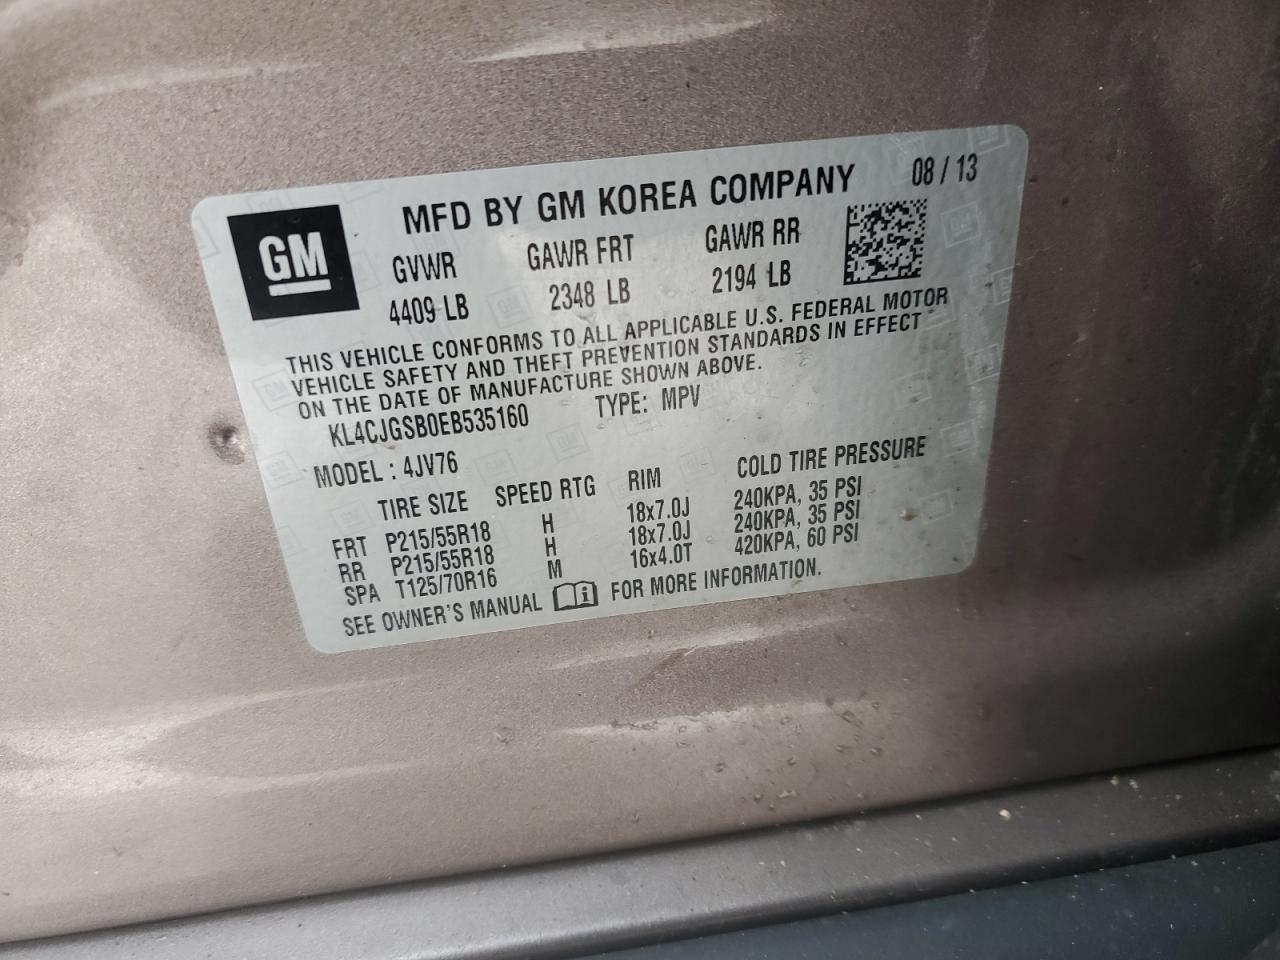 GM
MFD BY GM KOREA COMPANY 08 / 13
GVWR GAWR FRT GAWR RR
4409 LB 2348 LB 2194 LB
THIS VEHICLE CONFORMS TO ALL APPLICABLE U.S. FEDERAL MOTOR
VEHICLE SAFETY AND THEFT PREVENTION STANDARDS IN EFFECT
ON THE DATE OF MANUFACTURE SHOWN ABOVE.
KL4CJGSB0EB535160 TYPE: MPV
MODEL : 4JV76
TIRE SIZE SPEED RTG RIM COLD TIRE PRESSURE
FRT P215/55R18 H 18x7.0J 240KPA, 35 PSI
RR P215/55R18 H 18x7.0J 240KPA, 35 PSI
SPA T125/70R16 M 16x4.0T 420KPA, 60 PSI
SEE OWNER'S MANUAL i FOR MORE INFORMATION.